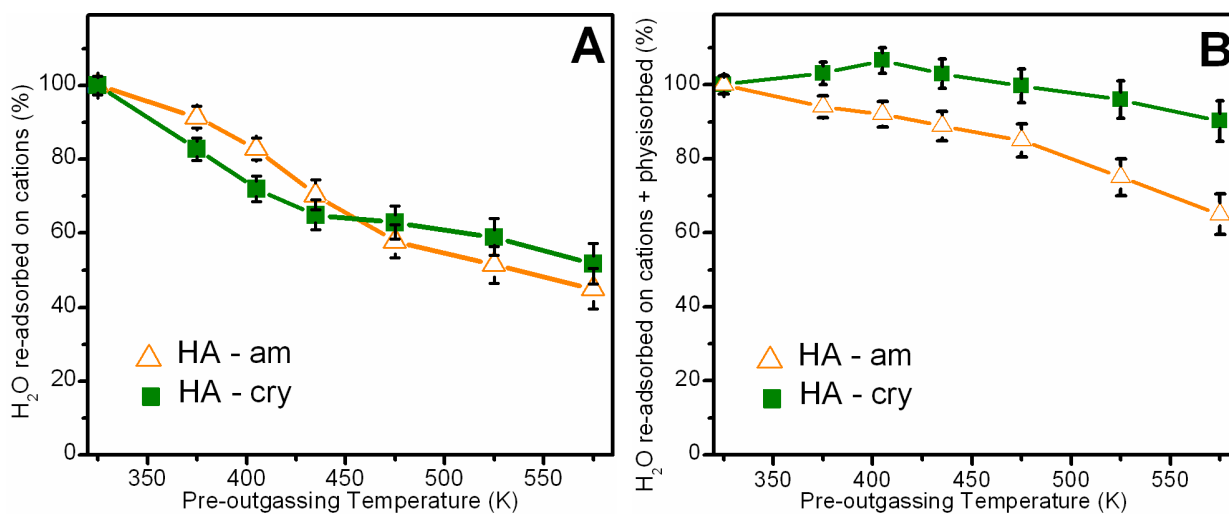 A
H₂O re-adsorbed on cations (%)
100
80
60
40
20
0
HA - am
HA - cry
350
400
450
500
550
Pre-outgassing Temperature (K)
B
H₂O re-adsorbed on cations + physisorbed (%)
100
80
60
40
20
0
HA - am
HA - cry
350
400
450
500
550
Pre-outgassing Temperature (K)